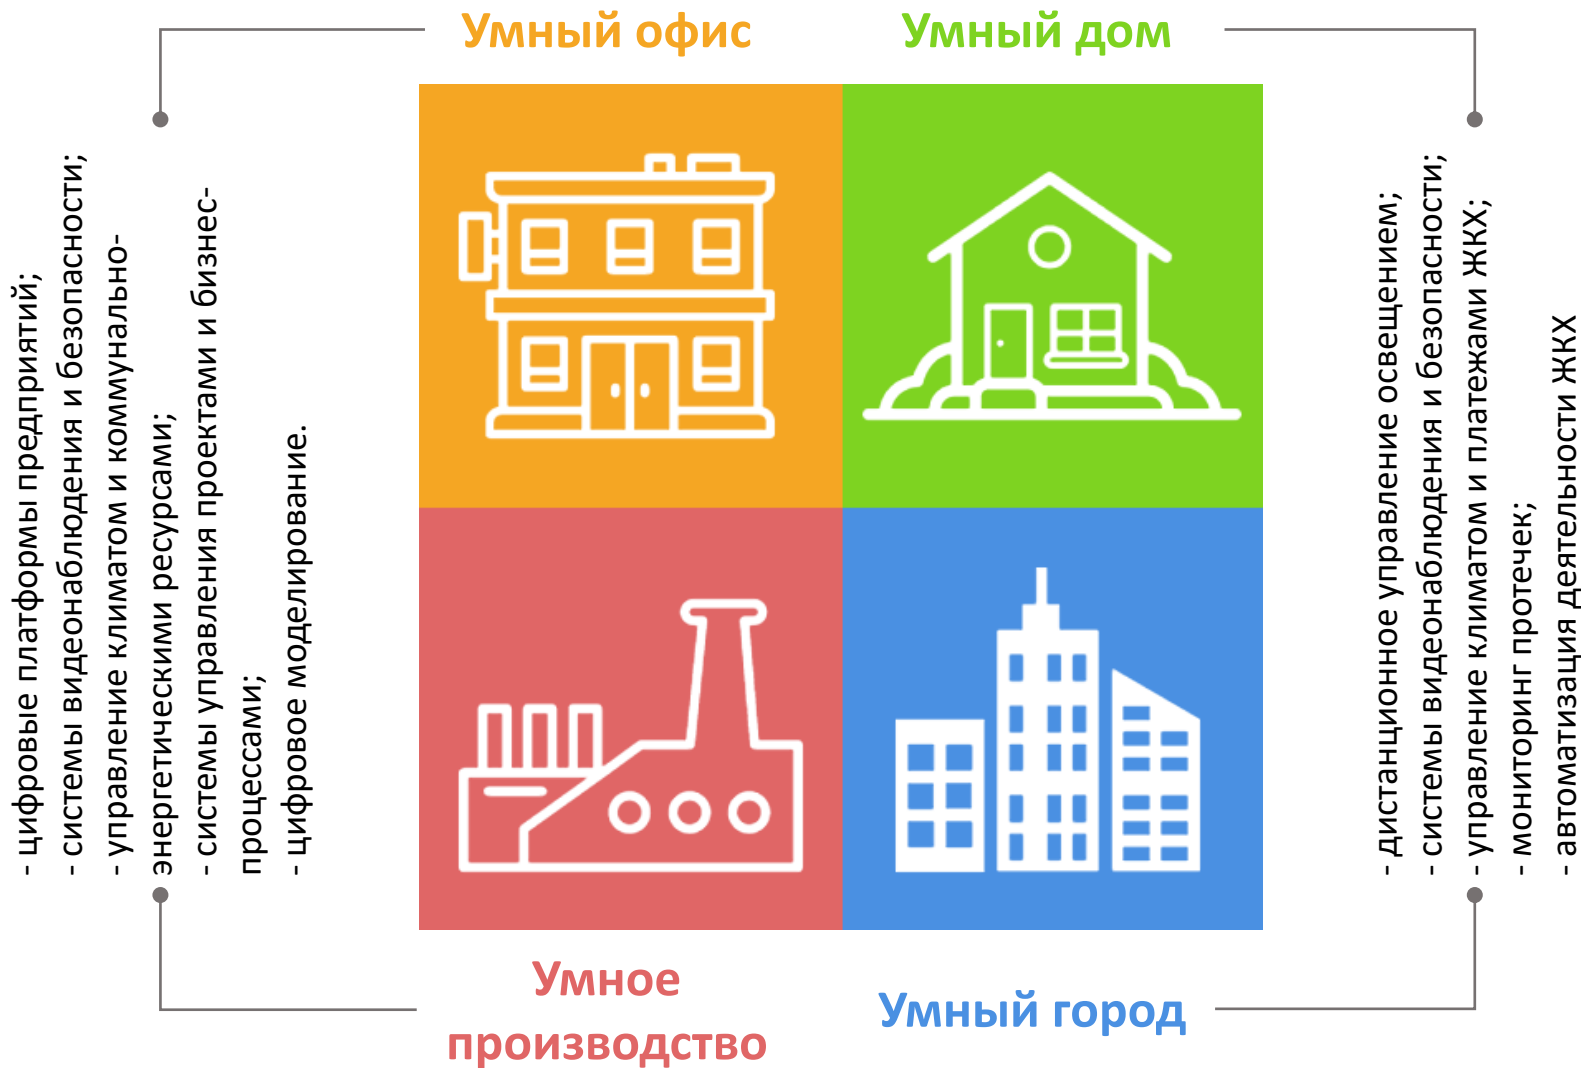 Умный офис
Умный дом
- цифровые платформы предприятий;
- системы видеонаблюдения и безопасности;
- управление климатом и коммунально-
энергетическими ресурсами;
- системы управления проектами и бизнес-
процессами;
- цифровое моделирование.
- дистанционное управление освещением;
- системы видеонаблюдения и безопасности;
- управление климатом и платежами ЖКХ;
- мониторинг протечек;
- автоматизация деятельности ЖКХ
Умное
производство
Умный город